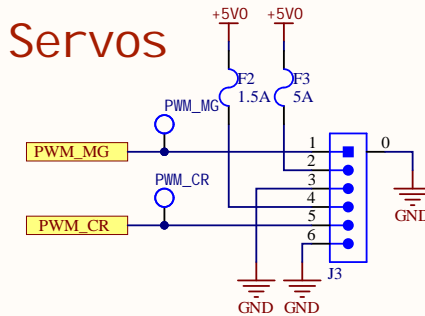 Servos
+5V0
+5V0
F2
1.5A
F3
5A
PWM_MG
PWM_MG
1
0
2
PWM_CR
3
4
PWM_CR
5
6
GND
J3
GND
GND